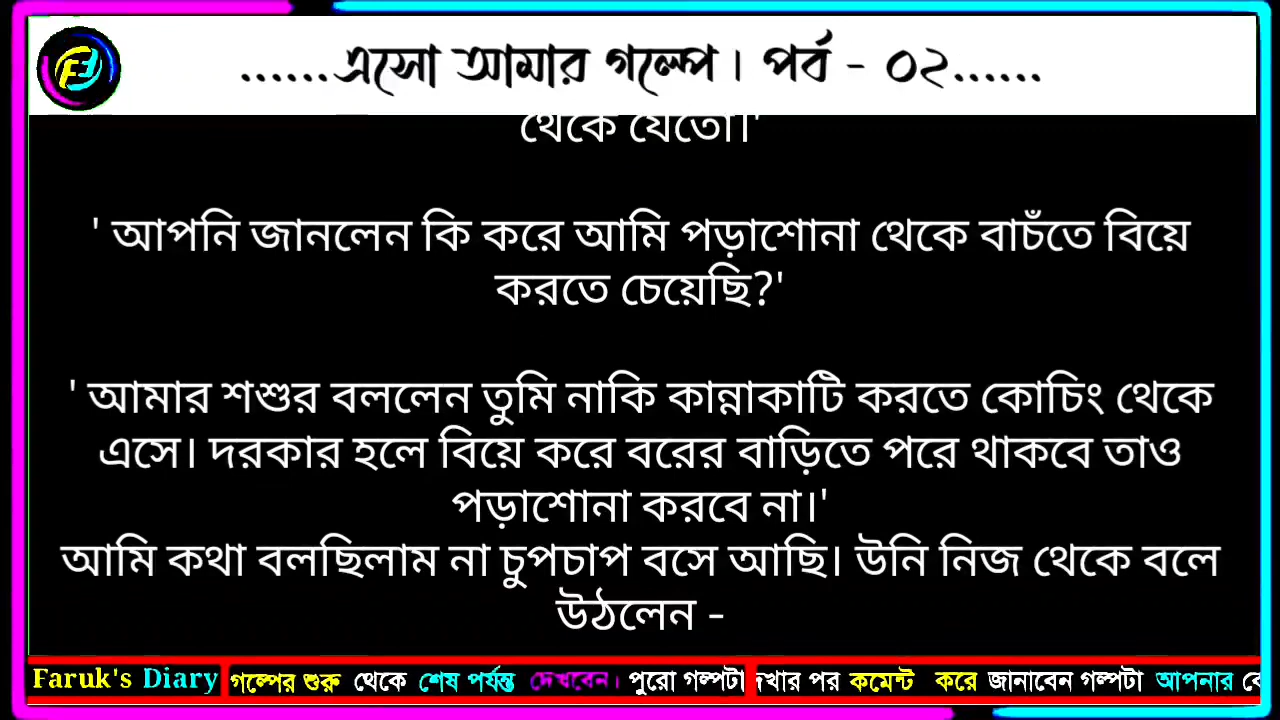 ......এসো আমার গল্পে । পর্ব - ০২......
থেকে যেতো।'
' আপনি জানলেন কি করে আমি পড়াশোনা থেকে বাচঁতে বিয়ে
করতে চেয়েছি?'
' আমার শশুর বললেন তুমি নাকি কান্নাকাটি করতে কোচিং থেকে
এসে। দরকার হলে বিয়ে করে বরের বাড়িতে পরে থাকবে তাও
পড়াশোনা করবে না।'
আমি কথা বলছিলাম না চুপচাপ বসে আছি। উনি নিজ থেকে বলে
উঠলেন -
Faruk's Diary গল্পের শুরু থেকে শেষ পর্যন্ত দেখবেন। পুরো গল্পটা দেখার পর কমেন্ট করে জানাবেন গল্পটা আপনার